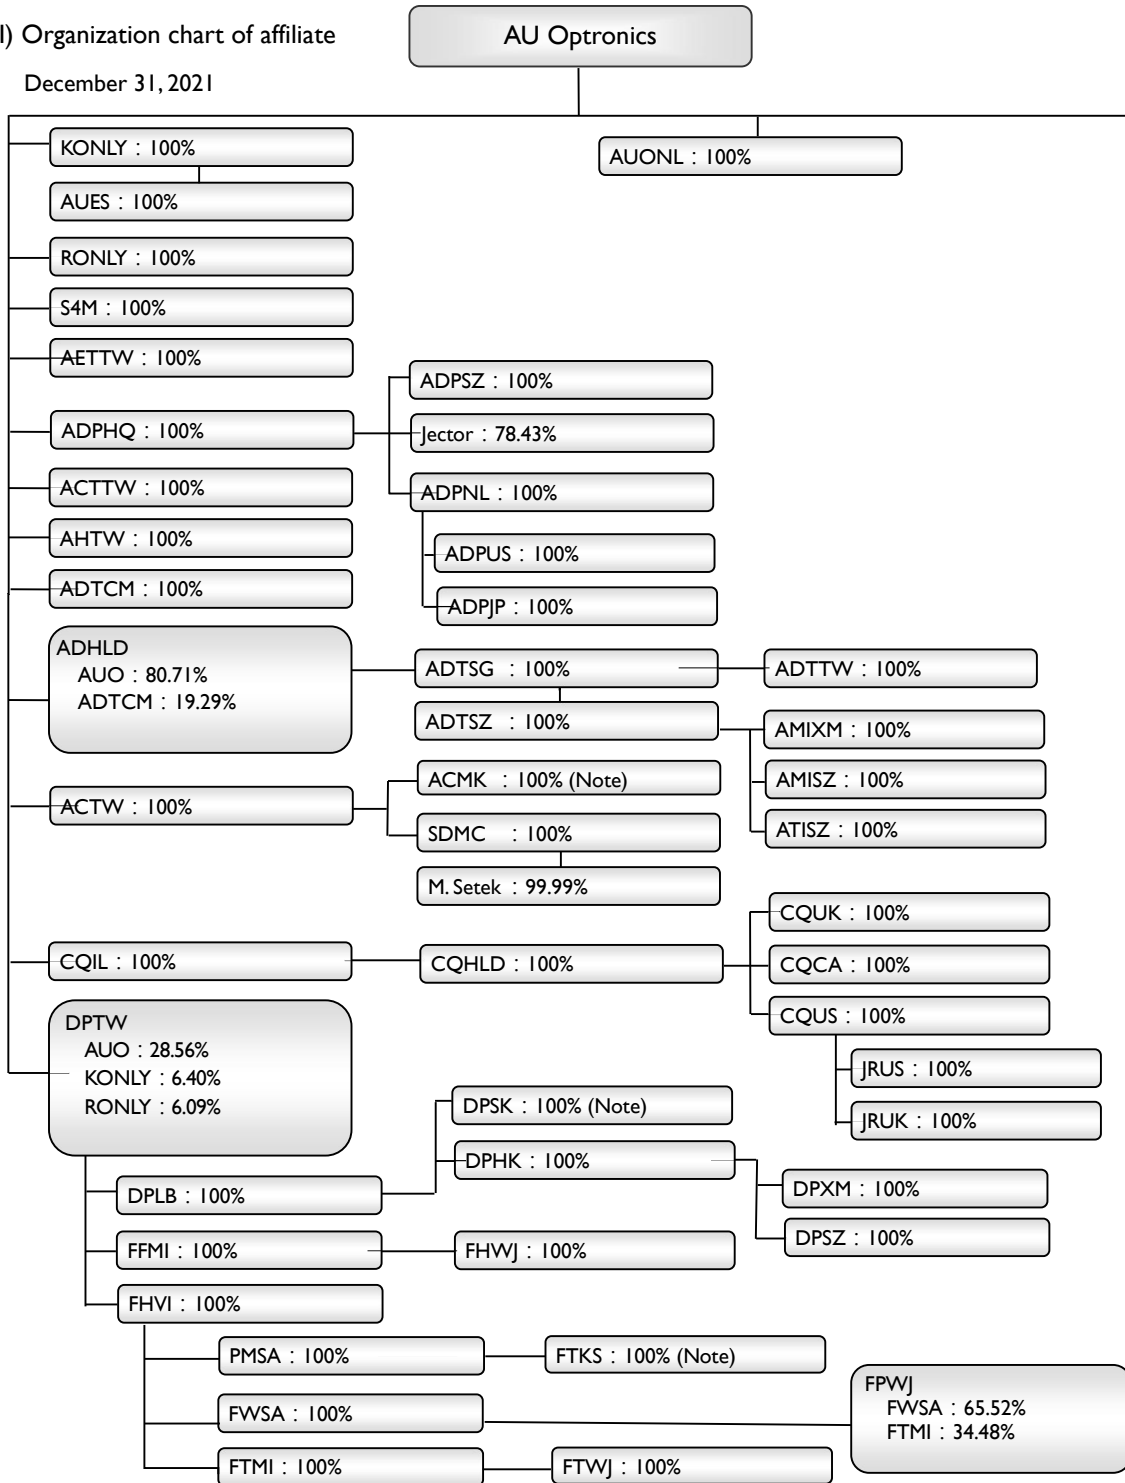 I) Organization chart of affiliate
AU Optronics
December 31, 2021
KONLY : 100%
AUONL : 100%
AUES : 100%
RONLY : 100%
S4M : 100%
AETTW : 100%
ADPSZ : 100%
ADPHQ : 100%
Jector : 78.43%
ACTTW : 100%
ADPNL : 100%
AHTW : 100%
ADPUS : 100%
ADTCM : 100%
ADPJP : 100%
ADHLD
AUO : 80.71%
ADTCM : 19.29%
ADTSG : 100%
ADTTW : 100%
ADTSZ : 100%
AMIXM : 100%
AMISZ : 100%
ATISZ : 100%
ACTW : 100%
ACMK : 100% (Note)
SDMC : 100%
M. Setek : 99.99%
CQIL : 100%
CQHLD : 100%
CQUK : 100%
CQCA : 100%
CQUS : 100%
JRUS : 100%
JRUK : 100%
DPTW
AUO : 28.56%
KONLY : 6.40%
RONLY : 6.09%
DPSK : 100% (Note)
DPHK : 100%
DPLB : 100%
DPXM : 100%
DPSZ : 100%
FFMI : 100%
FHWJ : 100%
FHVI : 100%
PMSA : 100%
FTKS : 100% (Note)
FWSA : 100%
FPWJ
FWSA : 65.52%
FTMI : 34.48%
FTMI : 100%
FTWJ : 100%